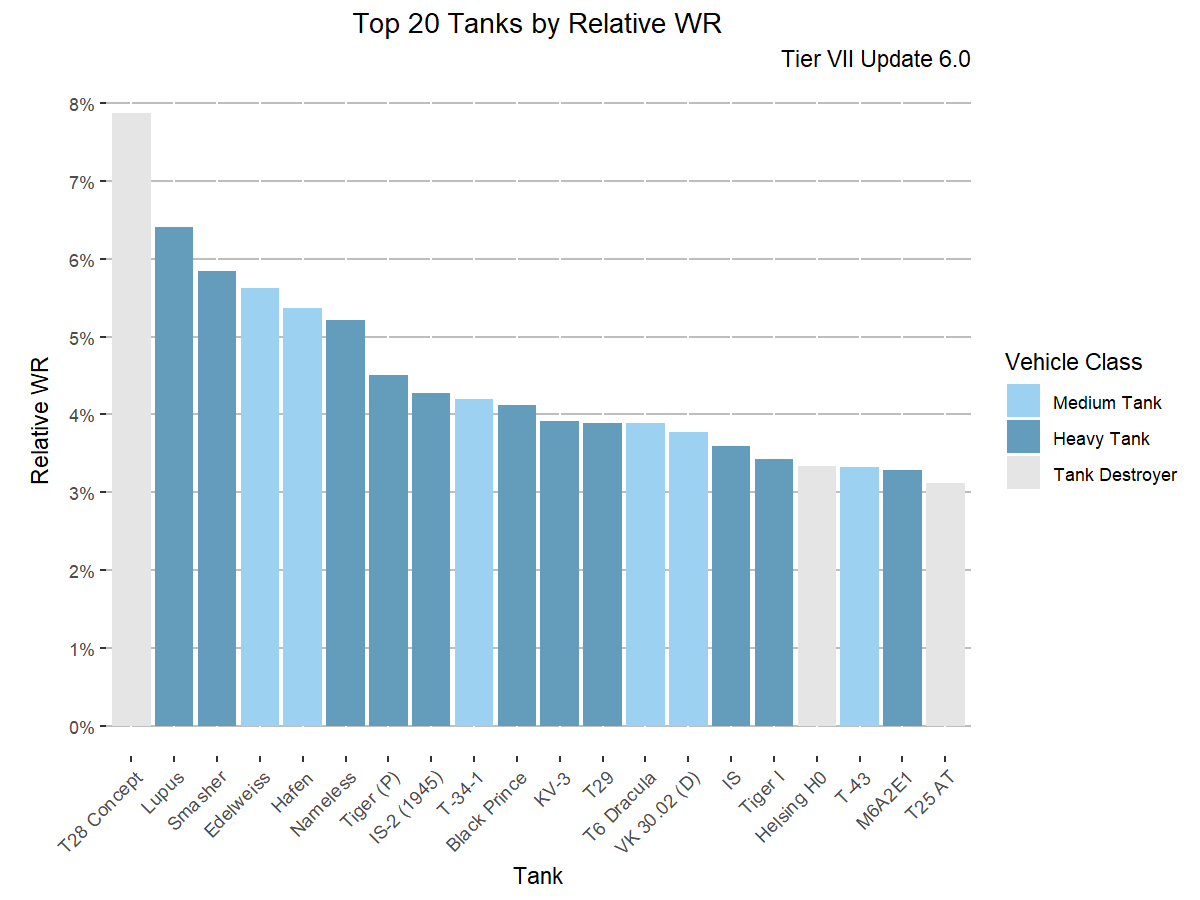 Top 20 Tanks by Relative WR
Tier VII Update 6.0
8%
7%
6%
5%
4%
3%
2%
1%
0%
Relative WR
T28 Concept
Lupus
Smasher
Edelweiss
Hafen
Nameless
Tiger (P)
IS-2 (1945)
T-34-1
Black Prince
KV-3
T29
T6 Dracula
VK 30.02 (D)
IS
Tiger I
Helsing H0
T-43
M6A2E1
T25 AT
Tank
Vehicle Class
Medium Tank
Heavy Tank
Tank Destroyer